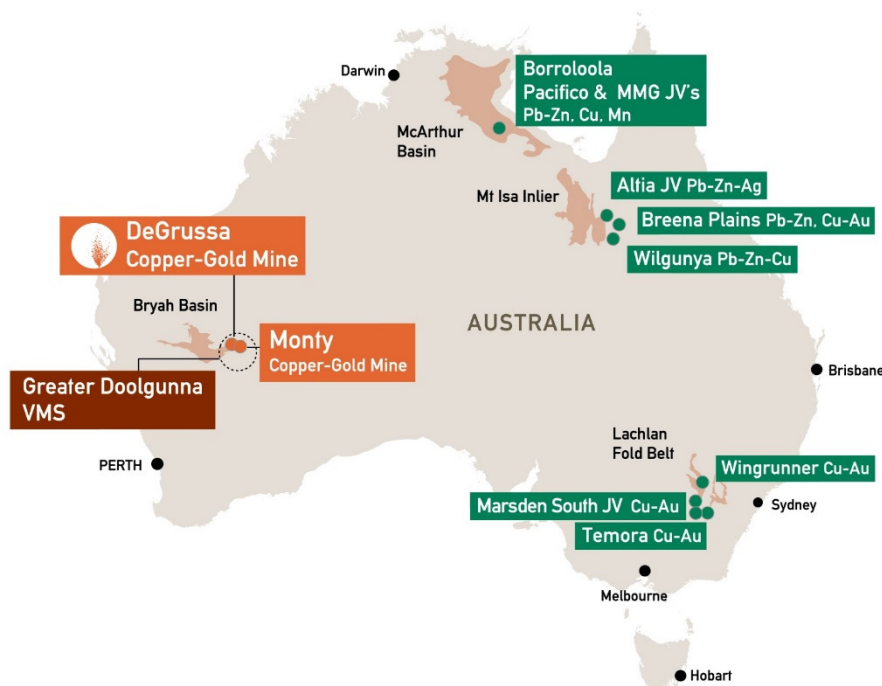 Darwin
Borroloola
Pacifico & MMG JV's
Pb-Zn, Cu, Mn
McArthur
Basin
Mt Isa Inlier
Altia JV Pb-Zn-Ag
Breena Plains Pb-Zn, Cu-Au
Wilgunya Pb-Zn-Cu
DeGrussa
Copper-Gold Mine
Bryah Basin
Monty
Copper-Gold Mine
AUSTRALIA
Greater Doolgunna
VMS
Brisbane
PERTH
Lachlan
Fold Belt
Wingrunner Cu-Au
Marsden South JV Cu-Au
Sydney
Temora Cu-Au
Melbourne
Hobart